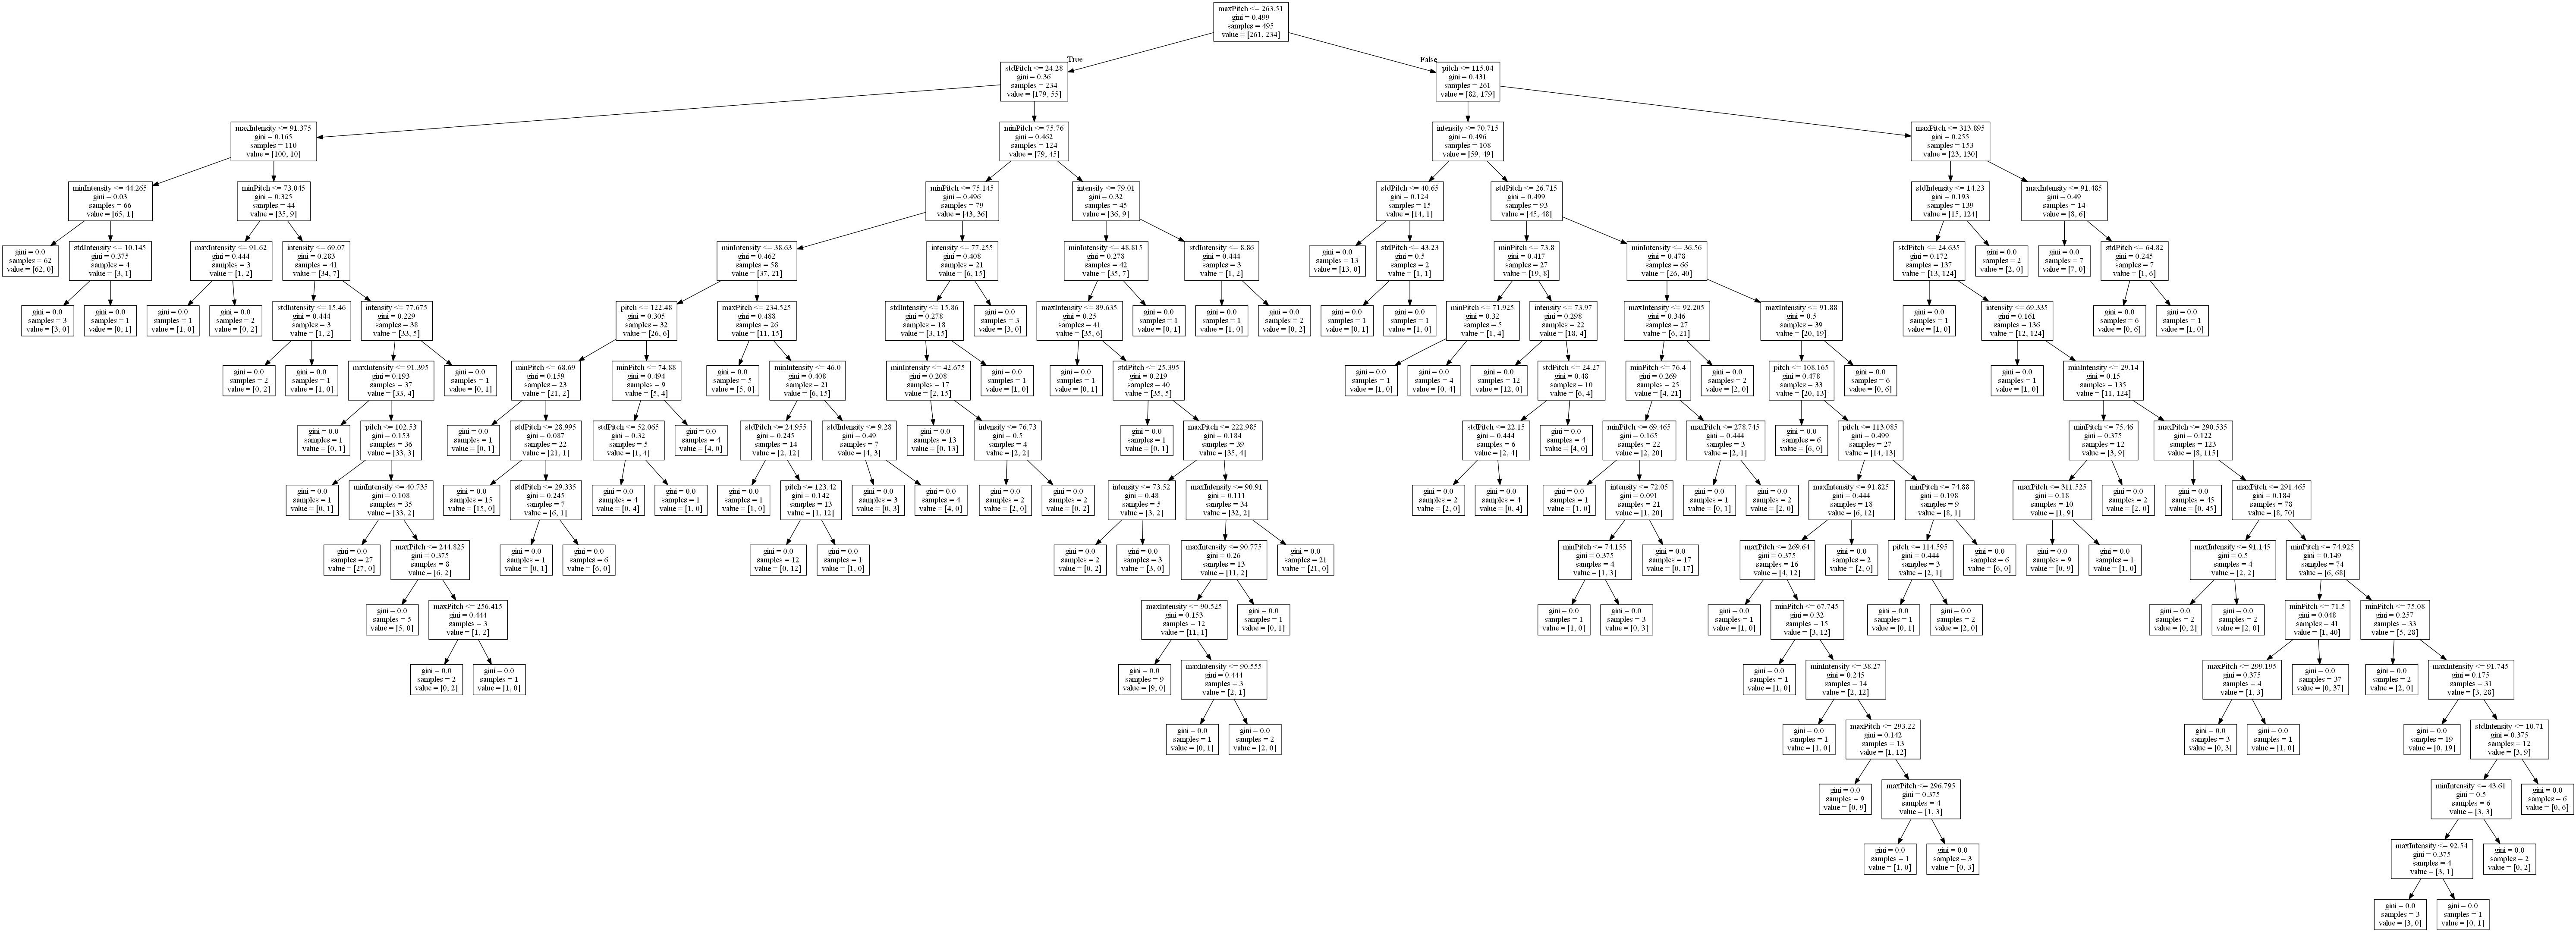 maxPitch <= 263.51
gini = 0.499
samples = 495
value = [261, 234]
True
False
stdPitch <= 24.28
gini = 0.36
samples = 234
value = [179, 55]
pitch <= 115.04
gini = 0.431
samples = 261
value = [82, 179]
maxIntensity <= 91.375
gini = 0.165
samples = 110
value = [100, 10]
minPitch <= 75.76
gini = 0.462
samples = 124
value = [79, 45]
intensity <= 70.715
gini = 0.496
samples = 108
value = [59, 49]
maxPitch <= 313.895
gini = 0.255
samples = 153
value = [23, 130]
minIntensity <= 44.265
gini = 0.03
samples = 66
value = [65, 1]
minPitch <= 73.045
gini = 0.325
samples = 44
value = [35, 9]
minPitch <= 75.145
gini = 0.496
samples = 79
value = [43, 36]
intensity <= 79.01
gini = 0.32
samples = 45
value = [36, 9]
stdPitch <= 40.65
gini = 0.124
samples = 15
value = [14, 1]
stdPitch <= 26.715
gini = 0.499
samples = 93
value = [45, 48]
stdIntensity <= 14.23
gini = 0.193
samples = 139
value = [15, 124]
maxIntensity <= 91.485
gini = 0.49
samples = 14
value = [8, 6]
gini = 0.0
samples = 62
value = [62, 0]
stdIntensity <= 10.145
gini = 0.375
samples = 4
value = [3, 1]
maxIntensity <= 91.62
gini = 0.444
samples = 3
value = [1, 2]
intensity <= 69.07
gini = 0.283
samples = 41
value = [34, 7]
minIntensity <= 38.63
gini = 0.462
samples = 58
value = [37, 21]
intensity <= 77.255
gini = 0.408
samples = 21
value = [6, 15]
minIntensity <= 48.815
gini = 0.278
samples = 42
value = [35, 7]
stdIntensity <= 8.86
gini = 0.444
samples = 3
value = [1, 2]
gini = 0.0
samples = 13
value = [13, 0]
stdPitch <= 43.23
gini = 0.5
samples = 2
value = [1, 1]
minPitch <= 73.8
gini = 0.417
samples = 27
value = [19, 8]
minIntensity <= 36.56
gini = 0.478
samples = 66
value = [26, 40]
stdPitch <= 24.635
gini = 0.172
samples = 137
value = [13, 124]
gini = 0.0
samples = 2
value = [2, 0]
gini = 0.0
samples = 7
value = [7, 0]
stdPitch <= 64.82
gini = 0.245
samples = 7
value = [1, 6]
gini = 0.0
samples = 3
value = [3, 0]
gini = 0.0
samples = 1
value = [0, 1]
gini = 0.0
samples = 1
value = [1, 0]
gini = 0.0
samples = 2
value = [0, 2]
stdIntensity <= 15.46
gini = 0.444
samples = 3
value = [1, 2]
intensity <= 77.675
gini = 0.229
samples = 38
value = [33, 5]
pitch <= 122.48
gini = 0.305
samples = 32
value = [26, 6]
maxPitch <= 234.525
gini = 0.488
samples = 26
value = [11, 15]
stdIntensity <= 15.86
gini = 0.278
samples = 18
value = [3, 15]
gini = 0.0
samples = 3
value = [3, 0]
maxIntensity <= 89.635
gini = 0.25
samples = 41
value = [35, 6]
gini = 0.0
samples = 1
value = [0, 1]
gini = 0.0
samples = 1
value = [1, 0]
gini = 0.0
samples = 2
value = [0, 2]
gini = 0.0
samples = 1
value = [0, 1]
gini = 0.0
samples = 1
value = [1, 0]
minPitch <= 71.925
gini = 0.32
samples = 5
value = [1, 4]
intensity <= 73.97
gini = 0.298
samples = 22
value = [18, 4]
maxIntensity <= 92.205
gini = 0.346
samples = 27
value = [6, 21]
maxIntensity <= 91.88
gini = 0.5
samples = 39
value = [20, 19]
gini = 0.0
samples = 1
value = [1, 0]
intensity <= 69.335
gini = 0.161
samples = 136
value = [12, 124]
gini = 0.0
samples = 6
value = [0, 6]
gini = 0.0
samples = 1
value = [1, 0]
gini = 0.0
samples = 2
value = [0, 2]
gini = 0.0
samples = 1
value = [1, 0]
maxIntensity <= 91.395
gini = 0.193
samples = 37
value = [33, 4]
gini = 0.0
samples = 1
value = [0, 1]
minPitch <= 68.69
gini = 0.159
samples = 23
value = [21, 2]
minPitch <= 74.88
gini = 0.494
samples = 9
value = [5, 4]
gini = 0.0
samples = 5
value = [5, 0]
minIntensity <= 46.0
gini = 0.408
samples = 21
value = [6, 15]
minIntensity <= 42.675
gini = 0.208
samples = 17
value = [2, 15]
gini = 0.0
samples = 1
value = [1, 0]
gini = 0.0
samples = 1
value = [0, 1]
stdPitch <= 25.395
gini = 0.219
samples = 40
value = [35, 5]
gini = 0.0
samples = 1
value = [1, 0]
gini = 0.0
samples = 4
value = [0, 4]
gini = 0.0
samples = 12
value = [12, 0]
stdPitch <= 24.27
gini = 0.48
samples = 10
value = [6, 4]
minPitch <= 76.4
gini = 0.269
samples = 25
value = [4, 21]
gini = 0.0
samples = 2
value = [2, 0]
pitch <= 108.165
gini = 0.478
samples = 33
value = [20, 13]
gini = 0.0
samples = 6
value = [0, 6]
gini = 0.0
samples = 1
value = [1, 0]
minIntensity <= 29.14
gini = 0.15
samples = 135
value = [11, 124]
gini = 0.0
samples = 1
value = [0, 1]
pitch <= 102.53
gini = 0.153
samples = 36
value = [33, 3]
gini = 0.0
samples = 1
value = [0, 1]
stdPitch <= 28.995
gini = 0.087
samples = 22
value = [21, 1]
stdPitch <= 52.065
gini = 0.32
samples = 5
value = [1, 4]
gini = 0.0
samples = 4
value = [4, 0]
stdPitch <= 24.955
gini = 0.245
samples = 14
value = [2, 12]
stdIntensity <= 9.28
gini = 0.49
samples = 7
value = [4, 3]
gini = 0.0
samples = 13
value = [0, 13]
intensity <= 76.73
gini = 0.5
samples = 4
value = [2, 2]
gini = 0.0
samples = 1
value = [0, 1]
maxPitch <= 222.985
gini = 0.184
samples = 39
value = [35, 4]
stdPitch <= 22.15
gini = 0.444
samples = 6
value = [2, 4]
gini = 0.0
samples = 4
value = [4, 0]
minPitch <= 69.465
gini = 0.165
samples = 22
value = [2, 20]
maxPitch <= 278.745
gini = 0.444
samples = 3
value = [2, 1]
gini = 0.0
samples = 6
value = [6, 0]
pitch <= 113.085
gini = 0.499
samples = 27
value = [14, 13]
minPitch <= 75.46
gini = 0.375
samples = 12
value = [3, 9]
maxPitch <= 290.535
gini = 0.122
samples = 123
value = [8, 115]
gini = 0.0
samples = 1
value = [0, 1]
minIntensity <= 40.735
gini = 0.108
samples = 35
value = [33, 2]
gini = 0.0
samples = 15
value = [15, 0]
stdPitch <= 29.335
gini = 0.245
samples = 7
value = [6, 1]
gini = 0.0
samples = 4
value = [0, 4]
gini = 0.0
samples = 1
value = [1, 0]
gini = 0.0
samples = 1
value = [1, 0]
pitch <= 123.42
gini = 0.142
samples = 13
value = [1, 12]
gini = 0.0
samples = 3
value = [0, 3]
gini = 0.0
samples = 4
value = [4, 0]
gini = 0.0
samples = 2
value = [2, 0]
gini = 0.0
samples = 2
value = [0, 2]
intensity <= 73.52
gini = 0.48
samples = 5
value = [3, 2]
maxIntensity <= 90.91
gini = 0.111
samples = 34
value = [32, 2]
gini = 0.0
samples = 2
value = [2, 0]
gini = 0.0
samples = 4
value = [0, 4]
gini = 0.0
samples = 1
value = [1, 0]
intensity <= 72.05
gini = 0.091
samples = 21
value = [1, 20]
gini = 0.0
samples = 1
value = [0, 1]
gini = 0.0
samples = 2
value = [2, 0]
maxIntensity <= 91.825
gini = 0.444
samples = 18
value = [6, 12]
minPitch <= 74.88
gini = 0.198
samples = 9
value = [8, 1]
maxPitch <= 311.525
gini = 0.18
samples = 10
value = [1, 9]
gini = 0.0
samples = 2
value = [2, 0]
gini = 0.0
samples = 45
value = [0, 45]
maxPitch <= 291.465
gini = 0.184
samples = 78
value = [8, 70]
gini = 0.0
samples = 27
value = [27, 0]
maxPitch <= 244.825
gini = 0.375
samples = 8
value = [6, 2]
gini = 0.0
samples = 1
value = [0, 1]
gini = 0.0
samples = 6
value = [6, 0]
gini = 0.0
samples = 12
value = [0, 12]
gini = 0.0
samples = 1
value = [1, 0]
gini = 0.0
samples = 2
value = [0, 2]
gini = 0.0
samples = 3
value = [3, 0]
maxIntensity <= 90.775
gini = 0.26
samples = 13
value = [11, 2]
gini = 0.0
samples = 21
value = [21, 0]
minPitch <= 74.155
gini = 0.375
samples = 4
value = [1, 3]
gini = 0.0
samples = 17
value = [0, 17]
maxPitch <= 269.64
gini = 0.375
samples = 16
value = [4, 12]
gini = 0.0
samples = 2
value = [2, 0]
pitch <= 114.595
gini = 0.444
samples = 3
value = [2, 1]
gini = 0.0
samples = 6
value = [6, 0]
gini = 0.0
samples = 9
value = [0, 9]
gini = 0.0
samples = 1
value = [1, 0]
maxIntensity <= 91.145
gini = 0.5
samples = 4
value = [2, 2]
minPitch <= 74.925
gini = 0.149
samples = 74
value = [6, 68]
gini = 0.0
samples = 5
value = [5, 0]
maxPitch <= 256.415
gini = 0.444
samples = 3
value = [1, 2]
maxIntensity <= 90.525
gini = 0.153
samples = 12
value = [11, 1]
gini = 0.0
samples = 1
value = [0, 1]
gini = 0.0
samples = 1
value = [1, 0]
gini = 0.0
samples = 3
value = [0, 3]
gini = 0.0
samples = 1
value = [1, 0]
minPitch <= 67.745
gini = 0.32
samples = 15
value = [3, 12]
gini = 0.0
samples = 1
value = [0, 1]
gini = 0.0
samples = 2
value = [2, 0]
gini = 0.0
samples = 2
value = [0, 2]
gini = 0.0
samples = 2
value = [2, 0]
minPitch <= 71.5
gini = 0.048
samples = 41
value = [1, 40]
minPitch <= 75.08
gini = 0.257
samples = 33
value = [5, 28]
gini = 0.0
samples = 2
value = [0, 2]
gini = 0.0
samples = 1
value = [1, 0]
gini = 0.0
samples = 9
value = [9, 0]
maxIntensity <= 90.555
gini = 0.444
samples = 3
value = [2, 1]
gini = 0.0
samples = 1
value = [1, 0]
minIntensity <= 38.27
gini = 0.245
samples = 14
value = [2, 12]
maxPitch <= 299.195
gini = 0.375
samples = 4
value = [1, 3]
gini = 0.0
samples = 37
value = [0, 37]
gini = 0.0
samples = 2
value = [2, 0]
maxIntensity <= 91.745
gini = 0.175
samples = 31
value = [3, 28]
gini = 0.0
samples = 1
value = [0, 1]
gini = 0.0
samples = 2
value = [2, 0]
gini = 0.0
samples = 1
value = [1, 0]
maxPitch <= 293.22
gini = 0.142
samples = 13
value = [1, 12]
gini = 0.0
samples = 3
value = [0, 3]
gini = 0.0
samples = 1
value = [1, 0]
gini = 0.0
samples = 19
value = [0, 19]
stdIntensity <= 10.71
gini = 0.375
samples = 12
value = [3, 9]
gini = 0.0
samples = 9
value = [0, 9]
maxPitch <= 296.795
gini = 0.375
samples = 4
value = [1, 3]
minIntensity <= 43.61
gini = 0.5
samples = 6
value = [3, 3]
gini = 0.0
samples = 6
value = [0, 6]
gini = 0.0
samples = 1
value = [1, 0]
gini = 0.0
samples = 3
value = [0, 3]
maxIntensity <= 92.54
gini = 0.375
samples = 4
value = [3, 1]
gini = 0.0
samples = 2
value = [0, 2]
gini = 0.0
samples = 3
value = [3, 0]
gini = 0.0
samples = 1
value = [0, 1]